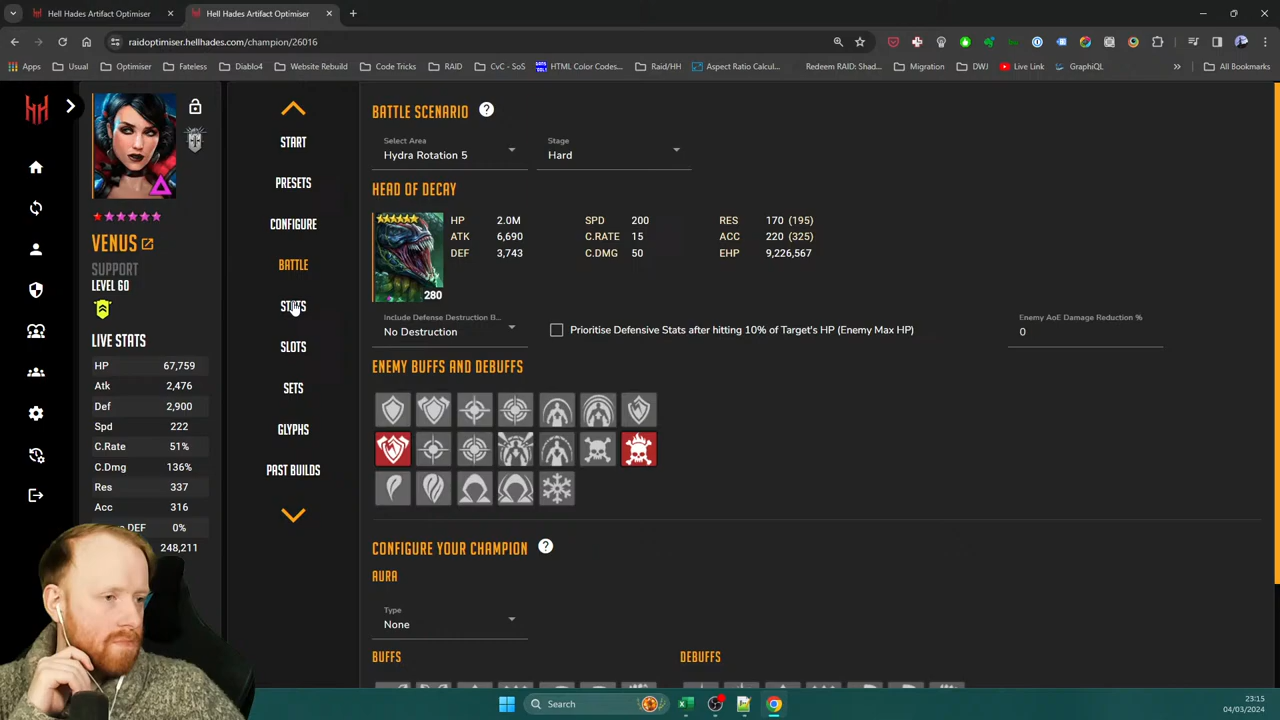 Hell Hades Artifact Optimiser
Hell Hades Artifact Optimiser
raidoptimiser.hellhades.com/champion/26016
Apps
Usual
Optimiser
Fateless
Diablo4
Website Rebuild
Code Tricks
RAID
CvC - SoS
HTML Color Codes...
Raid/HH
Aspect Ratio Calcul...
Redeem RAID: Shad...
Migration
DWJ
Live Link
GraphiQL
All Bookmarks
VENUS
SUPPORT
LEVEL 60
LIVE STATS
HP 67,759
Atk 2,476
Def 2,900
Spd 222
C.Rate 51%
C.Dmg 136%
Res 337
Acc 316
DEF 0%
248,211
START
PRESETS
CONFIGURE
BATTLE
STATS
SLOTS
SETS
GLYPHS
PAST BUILDS
BATTLE SCENARIO ?
Select Area
Hydra Rotation 5
Stage
Hard
HEAD OF DECAY
280
HP 2.0M SPD 200 RES 170 (195)
ATK 6,690 C.RATE 15 ACC 220 (325)
DEF 3,743 C.DMG 50 EHP 9,226,567
Include Defense Destruction B...
No Destruction
Prioritise Defensive Stats after hitting 10% of Target's HP (Enemy Max HP)
Enemy AoE Damage Reduction %
0
ENEMY BUFFS AND DEBUFFS
CONFIGURE YOUR CHAMPION ?
AURA
Type
None
BUFFS
DEBUFFS
Search
23:15
04/03/2024